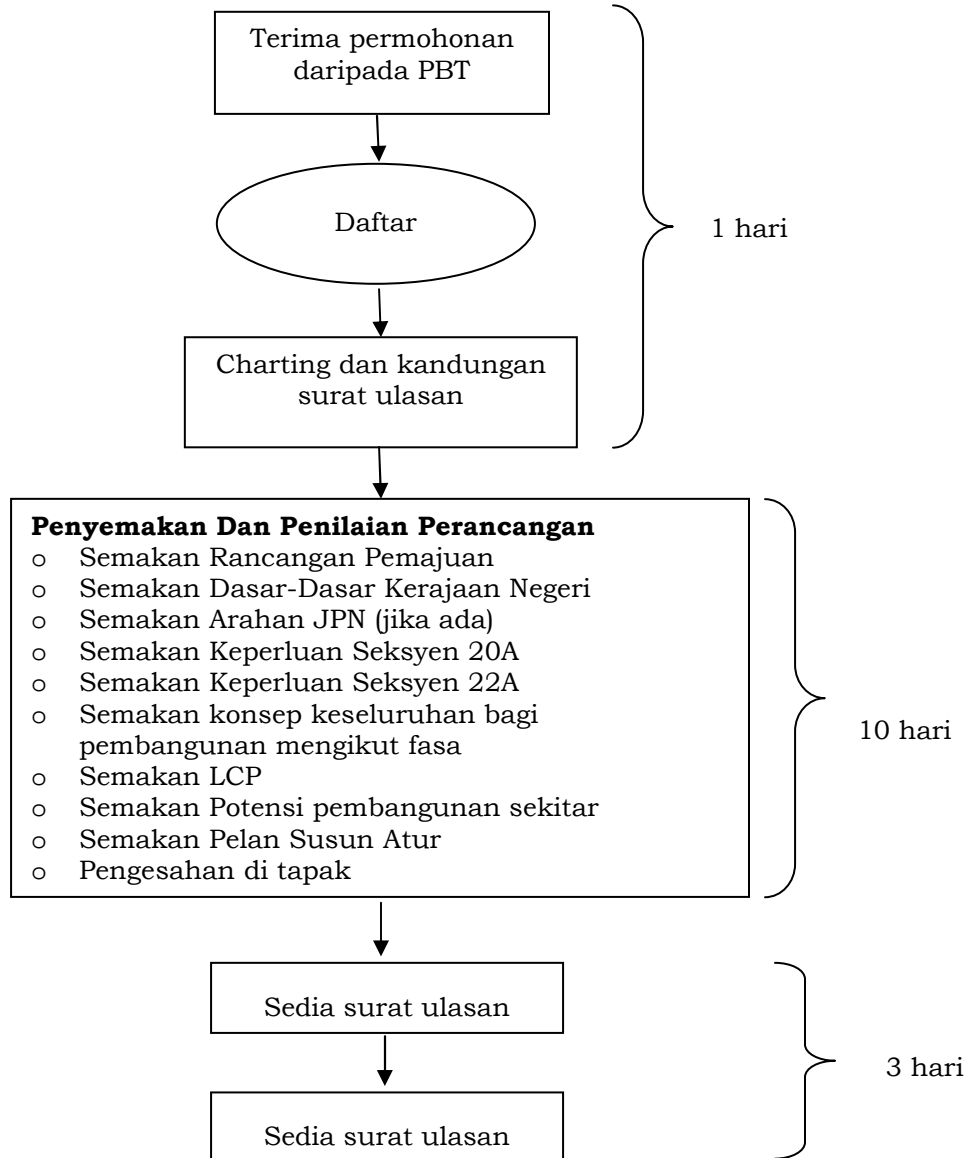 Terima permohonan
daripada PBT
Daftar
1 hari
Charting dan kandungan
surat ulasan
Penyemakan Dan Penilaian Perancangan
o Semakan Rancangan Pemajuan
o Semakan Dasar-Dasar Kerajaan Negeri
o Semakan Arahan JPN (jika ada)
o Semakan Keperluan Seksyen 20A
o Semakan Keperluan Seksyen 22A
o Semakan konsep keseluruhan bagi
pembangunan mengikut fasa
o Semakan LCP
o Semakan Potensi pembangunan sekitar
o Semakan Pelan Susun Atur
o Pengesahan di tapak
10 hari
Sedia surat ulasan
3 hari
Sedia surat ulasan